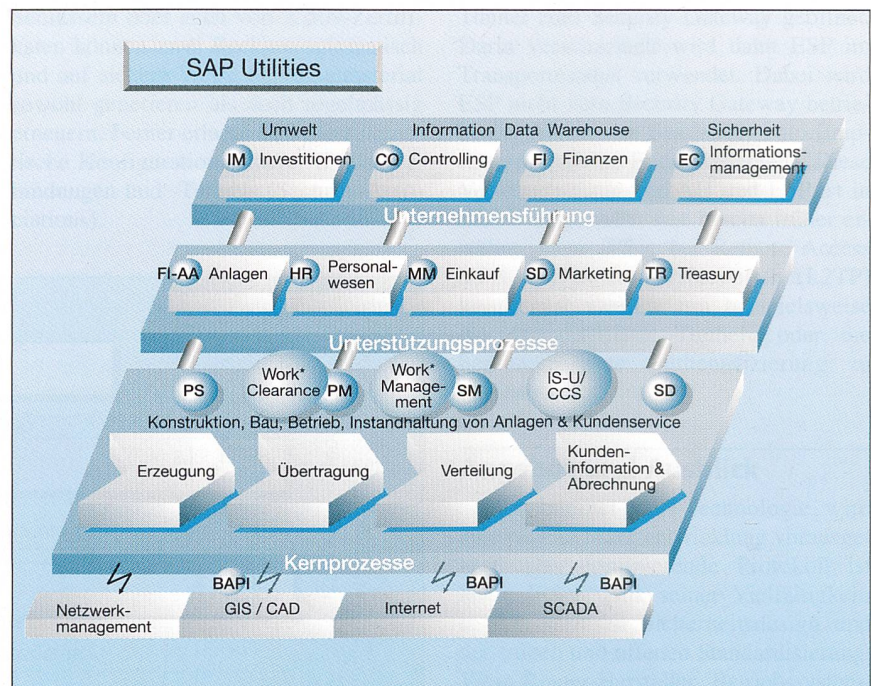 SAP Utilities
Umwelt Information Data Warehouse Sicherheit
IM Investitionen CO Controlling FI Finanzen EC Informations-
management
Unternehmensführung
FI-AA Anlagen HR Personal-
wesen MM Einkauf SD Marketing TR Treasury
Unterstützungsprozesse
PS Work*
Clearance PM Work*
Manage-
ment SM IS-U/
CCS SD
Konstruktion, Bau, Betrieb, Instandhaltung von Anlagen & Kundenservice
Erzeugung Übertragung Verteilung Kunden-
information &
Abrechnung
Kernprozesse
BAPI BAPI BAPI
Netzwerk-
management GIS / CAD Internet SCADA